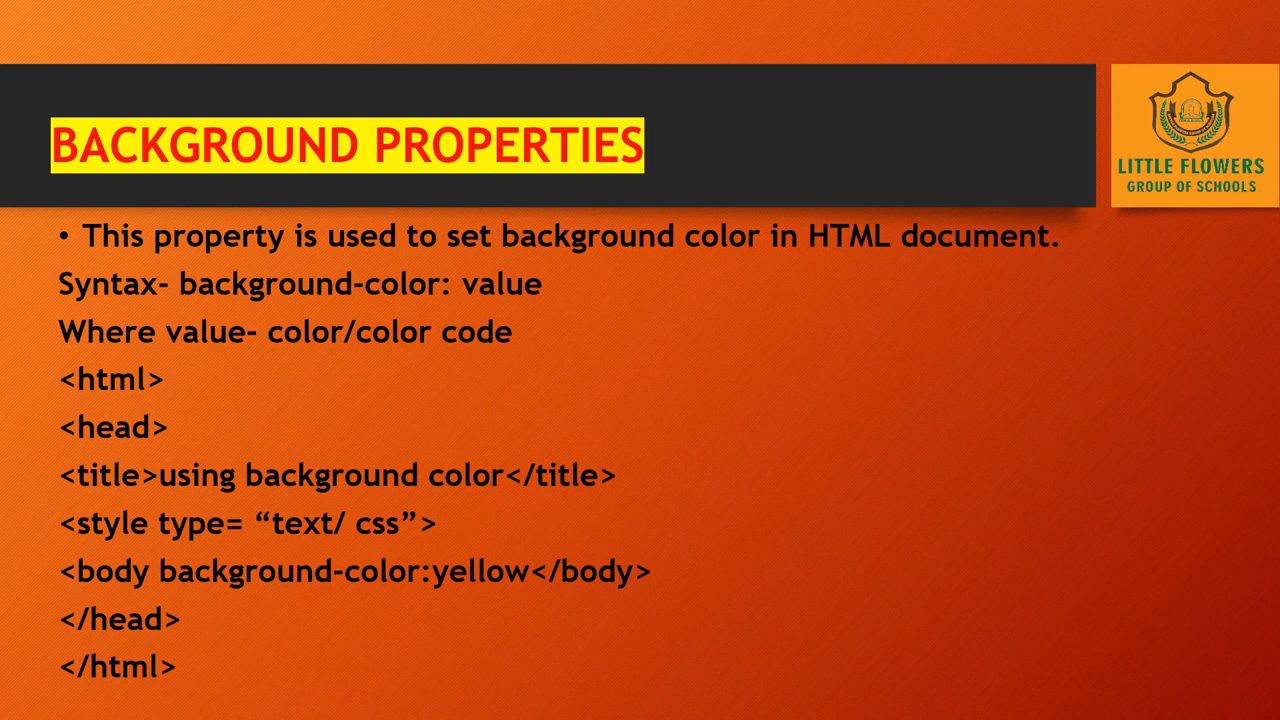 BACKGROUND PROPERTIES
LITTLE FLOWERS
GROUP OF SCHOOLS
• This property is used to set background color in HTML document.
Syntax- background-color: value
Where value- color/color code
<html>
<head>
<title>using background color</title>
<style type= “text/ css”>
<body background-color:yellow</body>
</head>
</html>